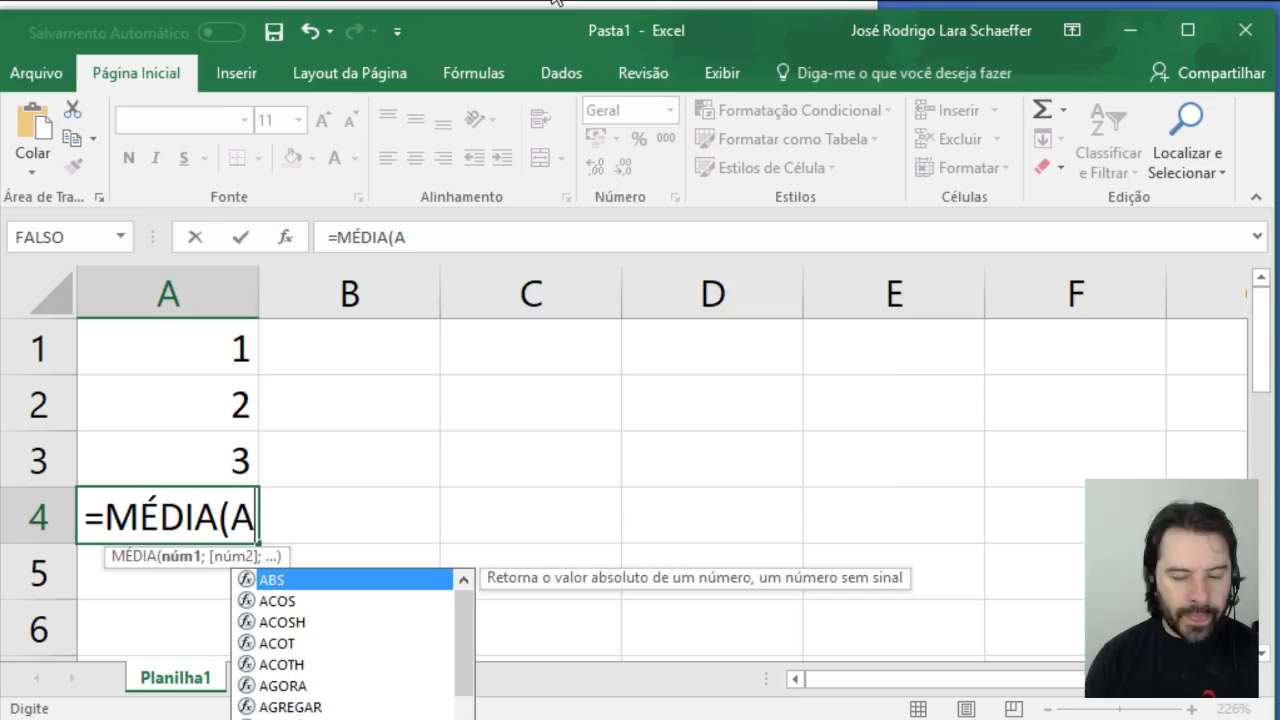 Salvamento Automático
Pasta1 - Excel
José Rodrigo Lara Schaeffer
Arquivo
Página Inicial
Inserir
Layout da Página
Fórmulas
Dados
Revisão
Exibir
Diga-me o que você deseja fazer
Compartilhar
Colar
Área de Tra...
11
N I S
A
Fonte
Alinhamento
Geral
% 000
Número
Formatação Condicional
Formatar como Tabela
Estilos de Célula
Estilos
Inserir
Excluir
Formatar
Células
Σ
Classificar
e Filtrar
Localizar e
Selecionar
Edição
FALSO
fx
=MÉDIA(A
A B C D E F
1 1
2 2
3 3
4 =MÉDIA(A
MÉDIA(núm1; [núm2]; ...)
5
6
ABS
Retorna o valor absoluto de um número, um número sem sinal
ACOS
ACOSH
ACOT
ACOTH
AGORA
AGREGAR
Planilha1
Digite
226%